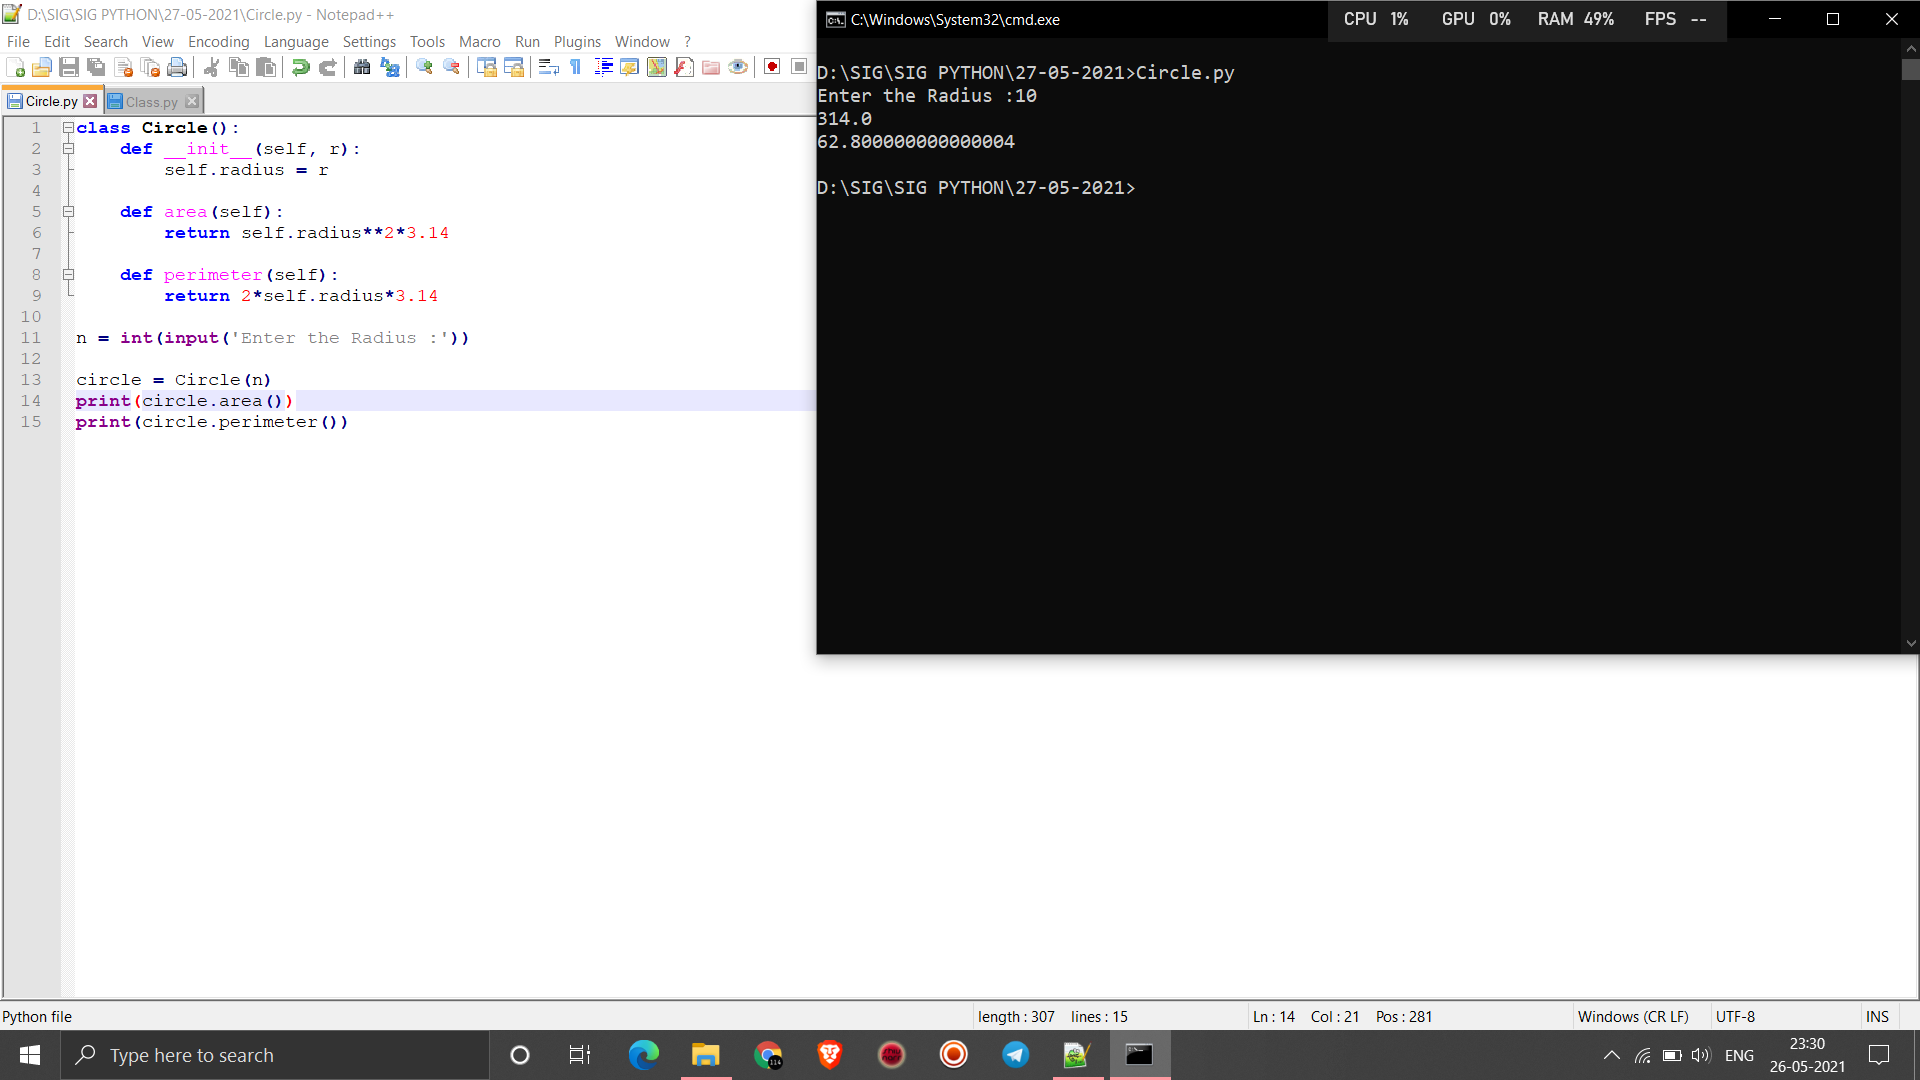 D:\SIG\SIG PYTHON\27-05-2021\Circle.py - Notepad++
File Edit Search View Encoding Language Settings Tools Macro Run Plugins Window ?
Circle.py Class.py
1 class Circle():
2     def __init__(self, r):
3         self.radius = r
4
5     def area(self):
6         return self.radius**2*3.14
7
8     def perimeter(self):
9         return 2*self.radius*3.14
10
11 n = int(input('Enter the Radius :'))
12
13 circle = Circle(n)
14 print(circle.area())
15 print(circle.perimeter())
C:\Windows\System32\cmd.exe
CPU 1% GPU 0% RAM 49% FPS --
D:\SIG\SIG PYTHON\27-05-2021>Circle.py
Enter the Radius :10
314.0
62.800000000000004
D:\SIG\SIG PYTHON\27-05-2021>
Python file length : 307 lines : 15 Ln : 14 Col : 21 Pos : 281 Windows (CR LF) UTF-8 INS
Type here to search
114
ENG
23:30
26-05-2021